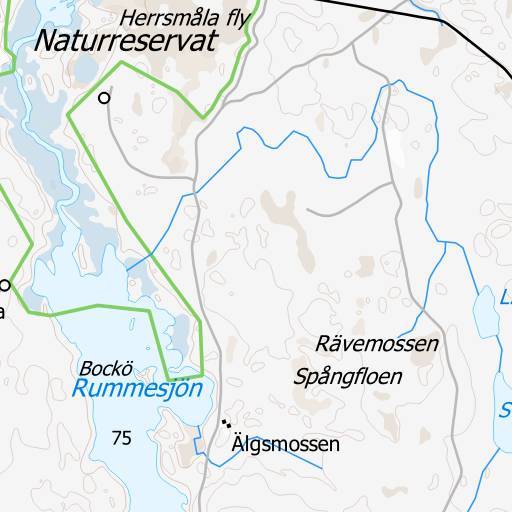 Herrsmåla fly
Naturreservat
Rävemossen
Spångfloen
Bockö
Rummesjön
75
Älgsmossen